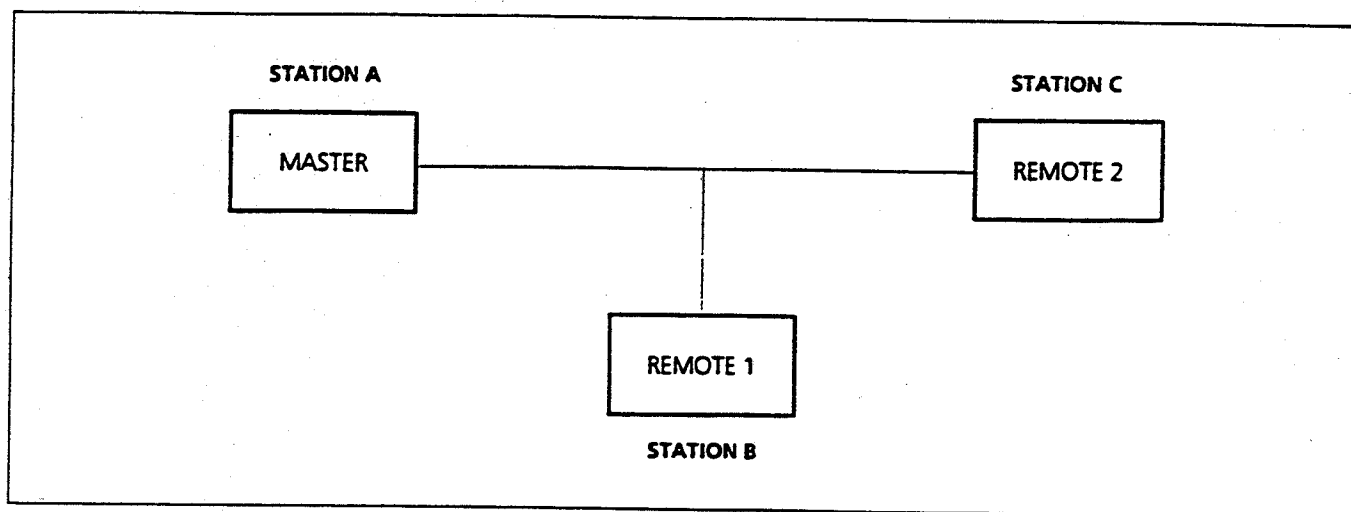 STATION A
STATION C
MASTER
REMOTE 2
REMOTE 1
STATION B